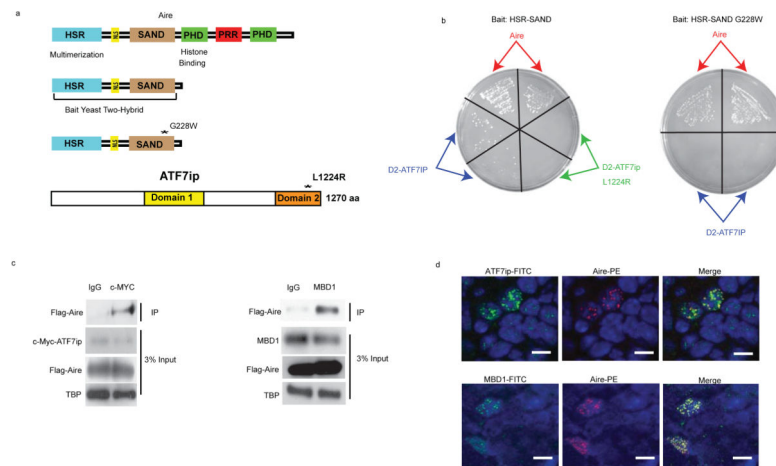 a
Aire
HSR
NLS
SAND
PHD
PRR
PHD
Multimerization
Histone
Binding
HSR
NLS
SAND
Bait Yeast Two-Hybrid
G228W
HSR
NLS
SAND
ATF7ip
L1224R
Domain 1
Domain 2
1270 aa
b
Bait: HSR-SAND
Aire
D2-ATF7IP
D2-ATF7ip
L1224R
Bait: HSR-SAND G228W
Aire
D2-ATF7IP
c
IgG c-MYC
Flag-Aire
IP
c-Myc-ATF7ip
Flag-Aire
TBP
3% Input
IgG MBD1
Flag-Aire
IP
MBD1
Flag-Aire
TBP
3% Input
d
ATF7ip-FITC
Aire-PE
Merge
MBD1-FITC
Aire-PE
Merge